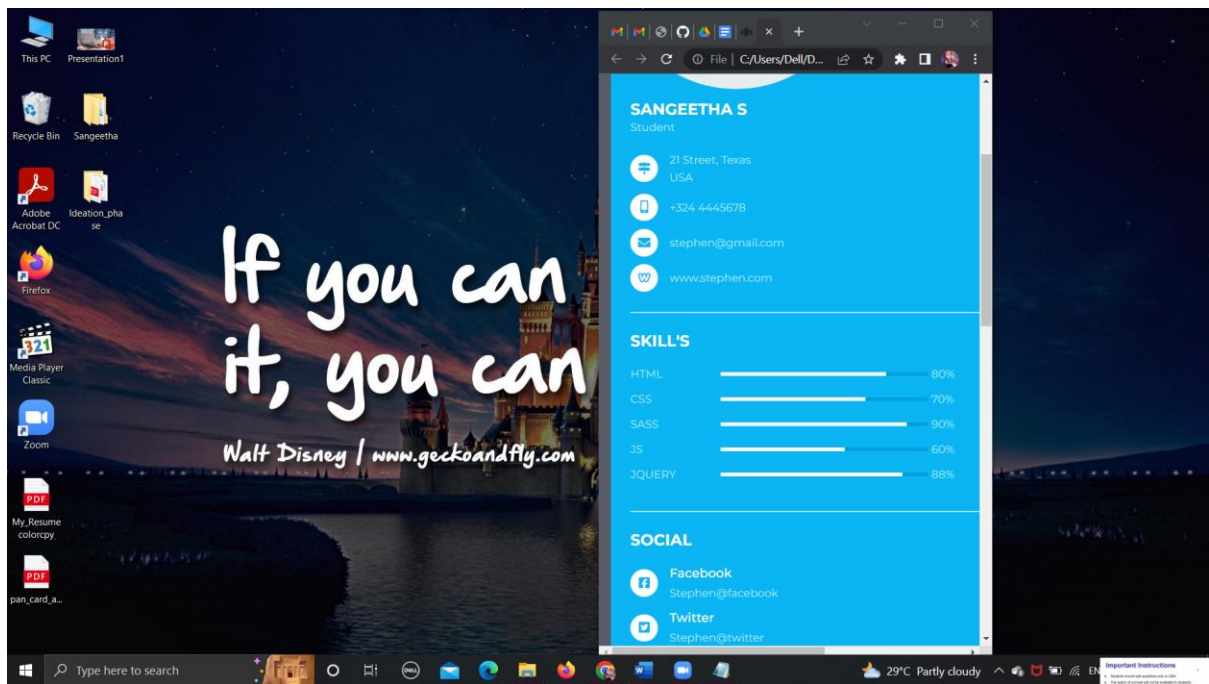 This PC
Presentation1
Recycle Bin
Sangeetha
Adobe
Acrobat DC
Ideation_pha
se
Firefox
Media Player
Classic
Zoom
PDF
My_Resume
colorcpy
PDF
pan_card_a...
If you can
it, you can
Walt Disney / www.geckoandfly.com
File | C:/Users/Dell/D...
SANGEETHA S
Student
21 Street, Texas
USA
+324 4445678
stephen@gmail.com
www.stephen.com
SKILL'S
HTML 80%
CSS 70%
SASS 90%
JS 60%
JQUERY 88%
SOCIAL
Facebook
Stephen@facebook
Twitter
Stephen@twitter
Type here to search
29°C Partly cloudy
Important Instructions